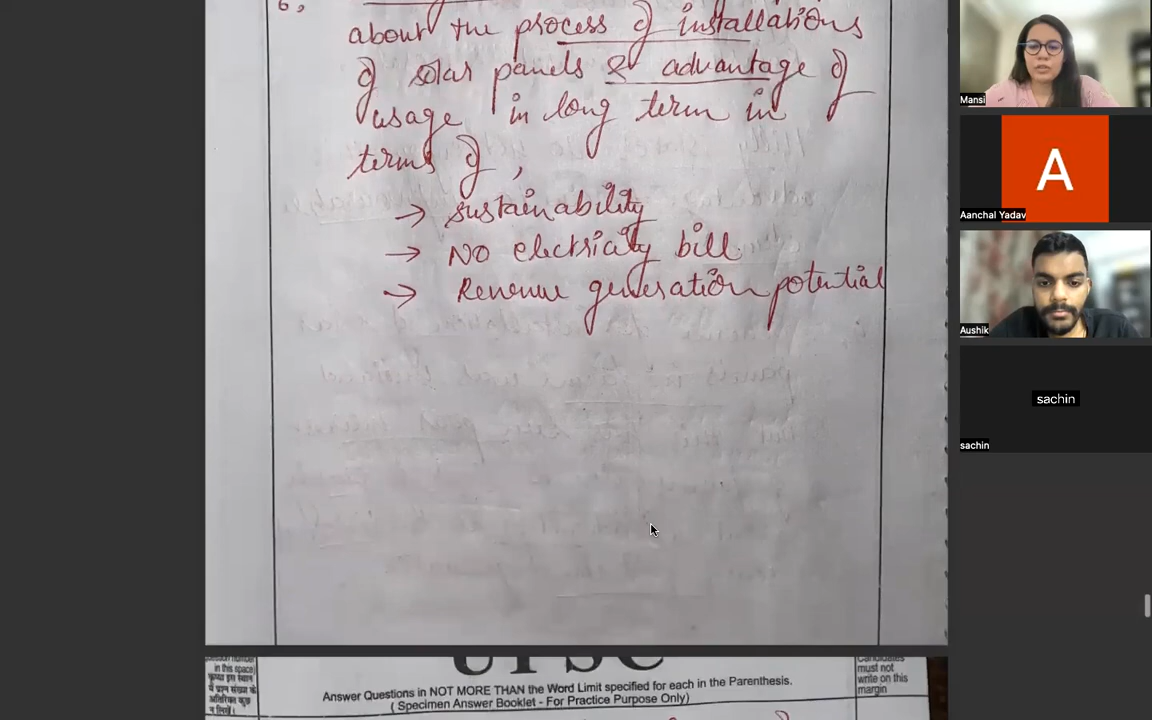 6,
about the process of installations
of solar panels & advantage of
usage in long term in
terms of,
→ sustainability
→ NO electricity bill
→ Revenue generation potential
UPSC
Answer Questions in NOT MORE THAN the Word Limit specified for each in the Parenthesis.
( Specimen Answer Booklet - For Practice Purpose Only )
in this space)
must not
write on this
margin
Mansi
A
Aanchal Yadav
Aushik
sachin
sachin